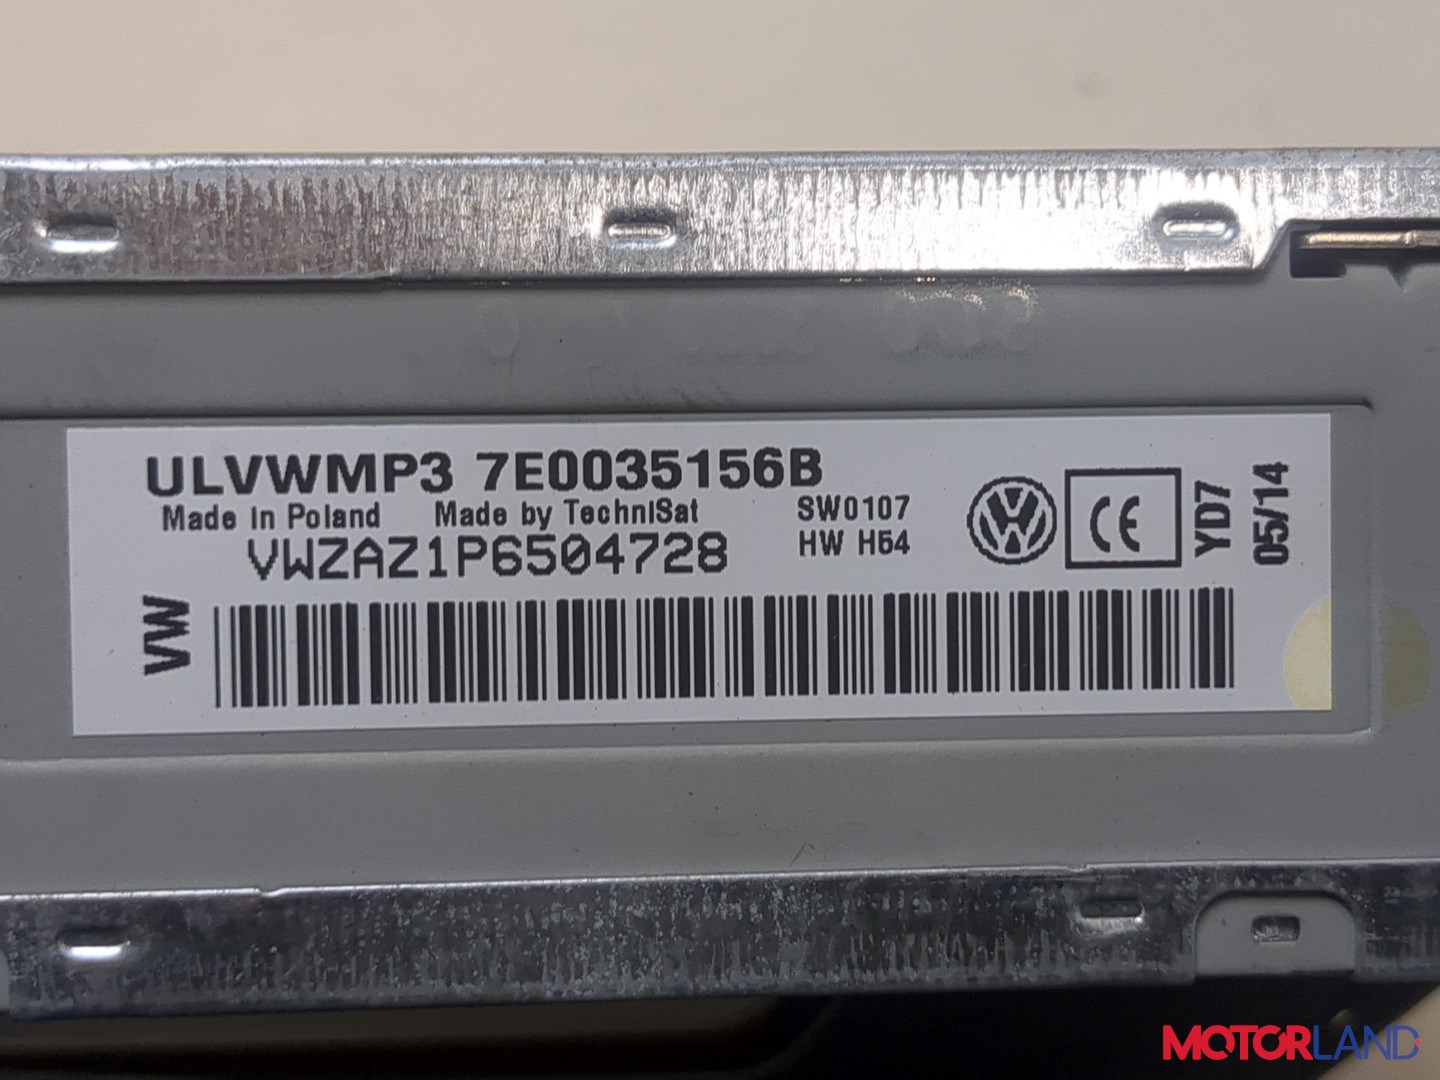 ULVWMP3 7E0035156B
Made in Poland Made by TechniSat
VWZAZ1P6504728
SW0107
HW H54
CE
YD7
05/14
VW
MOTORLAND